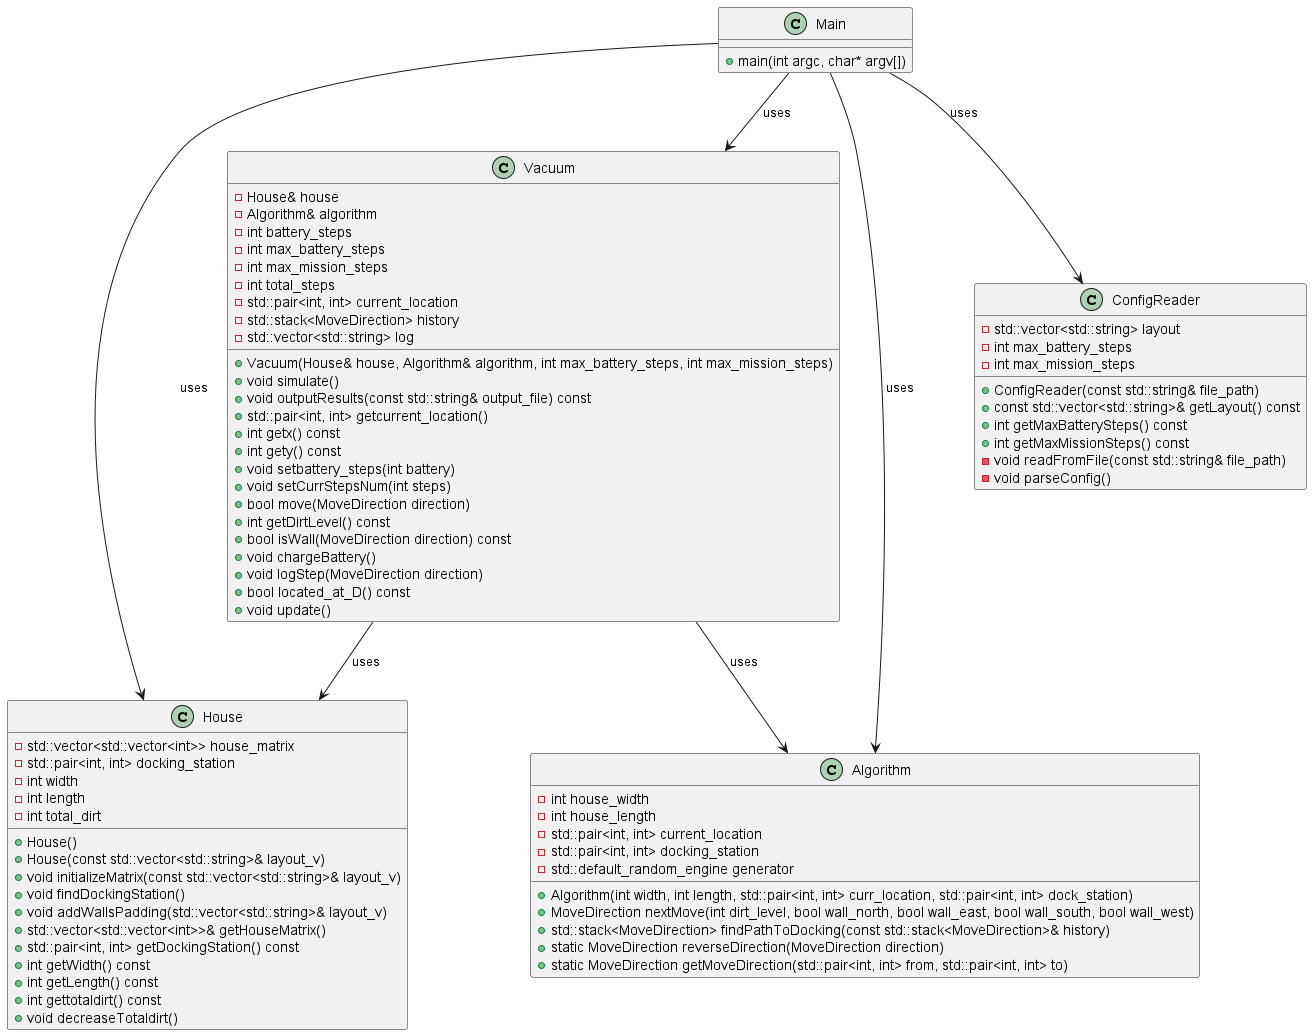 C Main
main(int argc, char* argv[])
uses
uses
C Vacuum
House& house
Algorithm& algorithm
int battery_steps
int max_battery_steps
int max_mission_steps
int total_steps
std::pair<int, int> current_location
std::stack<MoveDirection> history
std::vector<std::string> log
Vacuum(House& house, Algorithm& algorithm, int max_battery_steps, int max_mission_steps)
void simulate()
void outputResults(const std::string& output_file) const
std::pair<int, int> getcurrent_location()
int getx() const
int gety() const
void setbattery_steps(int battery)
void setCurrStepsNum(int steps)
bool move(MoveDirection direction)
int getDirtLevel() const
bool isWall(MoveDirection direction) const
void chargeBattery()
void logStep(MoveDirection direction)
bool located_at_D() const
void update()
C ConfigReader
std::vector<std::string> layout
int max_battery_steps
int max_mission_steps
ConfigReader(const std::string& file_path)
const std::vector<std::string>& getLayout() const
int getMaxBatterySteps() const
int getMaxMissionSteps() const
void readFromFile(const std::string& file_path)
void parseConfig()
uses
uses
uses
uses
C House
std::vector<std::vector<int>> house_matrix
std::pair<int, int> docking_station
int width
int length
int total_dirt
House()
House(const std::vector<std::string>& layout_v)
void initializeMatrix(const std::vector<std::string>& layout_v)
void findDockingStation()
void addWallsPadding(std::vector<std::string>& layout_v)
std::vector<std::vector<int>>& getHouseMatrix()
std::pair<int, int> getDockingStation() const
int getWidth() const
int getLength() const
int gettotaldirt() const
void decreaseTotaldirt()
C Algorithm
int house_width
int house_length
std::pair<int, int> current_location
std::pair<int, int> docking_station
std::default_random_engine generator
Algorithm(int width, int length, std::pair<int, int> curr_location, std::pair<int, int> dock_station)
MoveDirection nextMove(int dirt_level, bool wall_north, bool wall_east, bool wall_south, bool wall_west)
std::stack<MoveDirection> findPathToDocking(const std::stack<MoveDirection>& history)
static MoveDirection reverseDirection(MoveDirection direction)
static MoveDirection getMoveDirection(std::pair<int, int> from, std::pair<int, int> to)